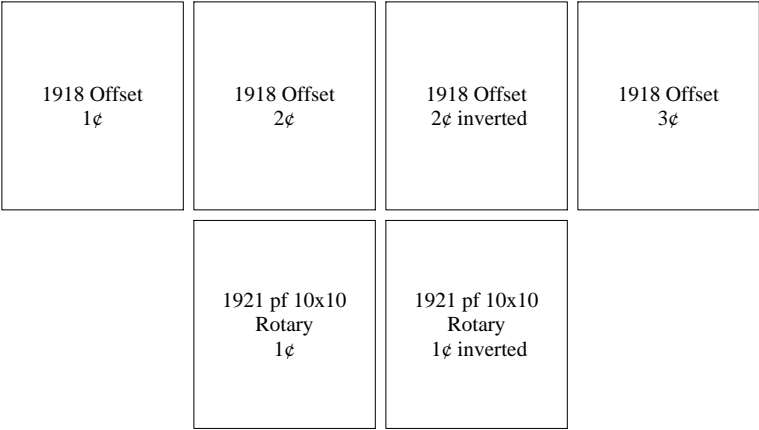 1918 Offset
1¢
1918 Offset
2¢
1918 Offset
2¢ inverted
1918 Offset
3¢
1921 pf 10x10
Rotary
1¢
1921 pf 10x10
Rotary
1¢ inverted